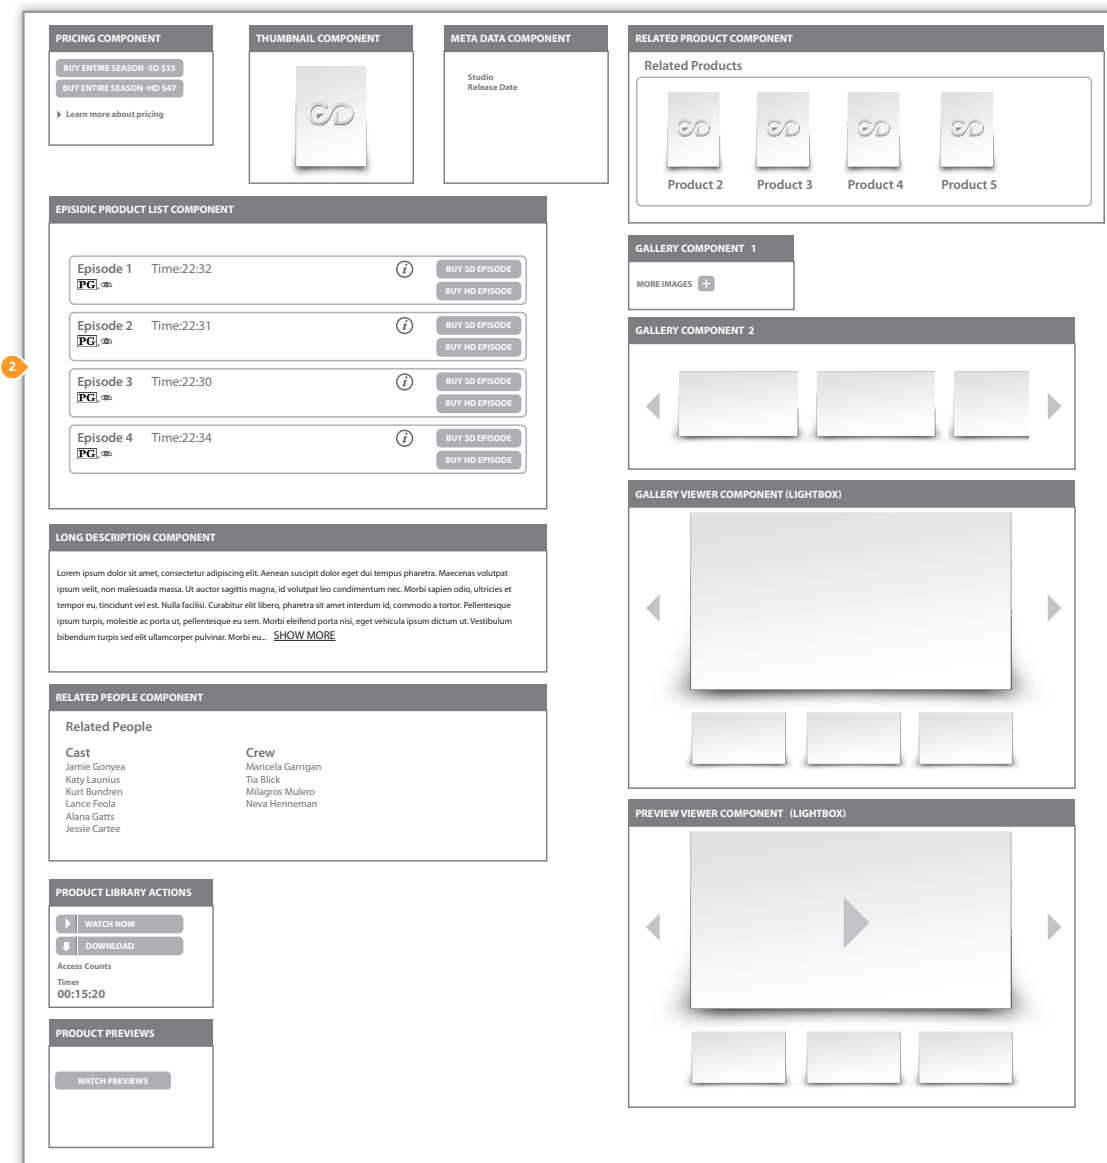 PRICING COMPONENT
BUY ENTIRE SEASON -SD $35
BUY ENTIRE SEASON -HD $47
Learn more about pricing
THUMBNAIL COMPONENT
META DATA COMPONENT
Studio
Release Date
RELATED PRODUCT COMPONENT
Related Products
Product 2 Product 3 Product 4 Product 5
EPISIDIC PRODUCT LIST COMPONENT
Episode 1 Time:22:32 i BUY SD EPISODE
PG, BUY HD EPISODE
Episode 2 Time:22:31 i BUY SD EPISODE
PG, BUY HD EPISODE
Episode 3 Time:22:30 i BUY SD EPISODE
PG, BUY HD EPISODE
Episode 4 Time:22:34 i BUY SD EPISODE
PG, BUY HD EPISODE
2
GALLERY COMPONENT 1
MORE IMAGES +
GALLERY COMPONENT 2
GALLERY VIEWER COMPONENT (LIGHTBOX)
LONG DESCRIPTION COMPONENT
Lorem ipsum dolor sit amet, consectetur adipiscing elit. Aenean suscipit dolor eget dui tempus pharetra. Maecenas volutpat
ipsum velit, non malesuada massa. Ut auctor sagittis magna, id volutpat leo condimentum nec. Morbi sapien odio, ultricies et
tempor eu, tincidunt vel est. Nulla facilisi. Curabitur elit libero, pharetra sit amet interdum id, commodo a tortor. Pellentesque
ipsum turpis, molestie ac porta ut, pellentesque eu sem. Morbi eleifend porta nisi, eget vehicula ipsum dictum ut. Vestibulum
bibendum turpis sed elit ullamcorper pulvinar. Morbi eu... SHOW MORE
RELATED PEOPLE COMPONENT
Related People
Cast
Jamie Gonyea
Katy Launius
Kurt Bundren
Lance Feola
Alana Gatts
Jessie Cartee
Crew
Maricela Garrigan
Tia Blick
Milagros Mulero
Neva Henneman
PREVIEW VIEWER COMPONENT (LIGHTBOX)
PRODUCT LIBRARY ACTIONS
WATCH NOW
DOWNLOAD
Access Counts
Timer
00:15:20
PRODUCT PREVIEWS
WATCH PREVIEWS